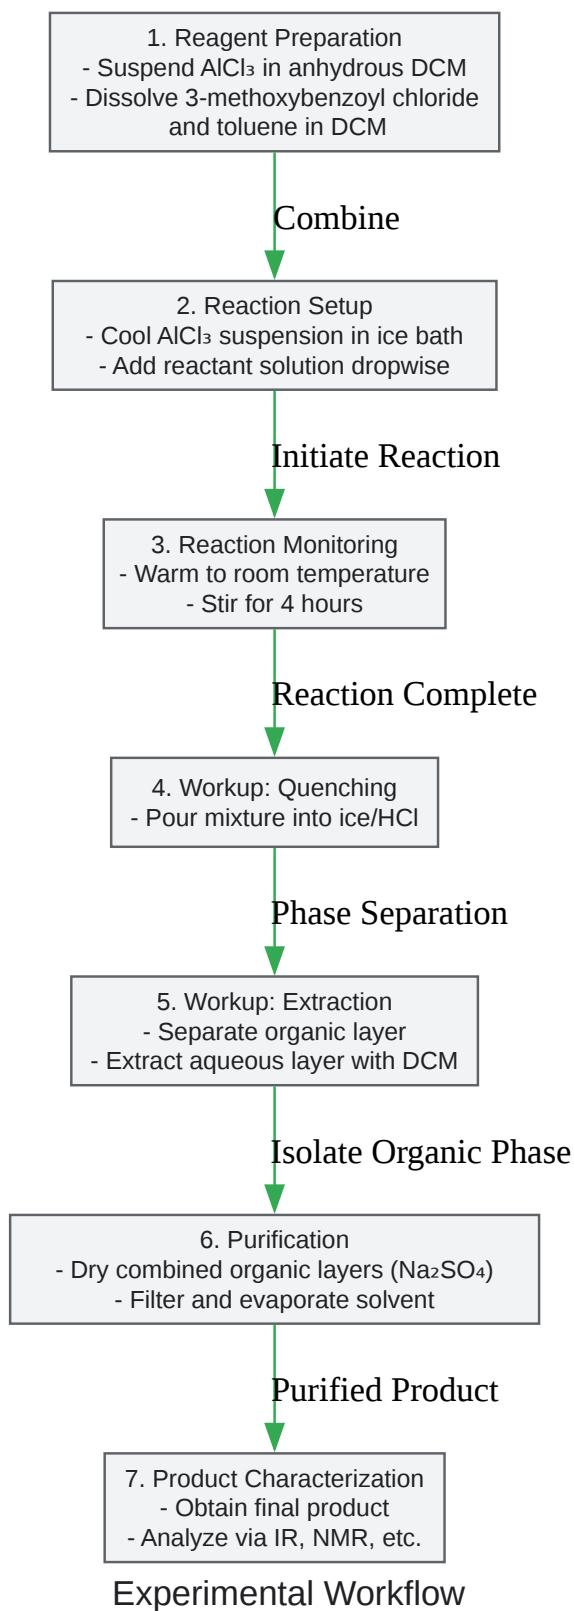 1. Reagent Preparation
- Suspend AlCl₃ in anhydrous DCM
- Dissolve 3-methoxybenzoyl chloride
and toluene in DCM
Combine
2. Reaction Setup
- Cool AlCl₃ suspension in ice bath
- Add reactant solution dropwise
Initiate Reaction
3. Reaction Monitoring
- Warm to room temperature
- Stir for 4 hours
Reaction Complete
4. Workup: Quenching
- Pour mixture into ice/HCl
Phase Separation
5. Workup: Extraction
- Separate organic layer
- Extract aqueous layer with DCM
Isolate Organic Phase
6. Purification
- Dry combined organic layers (Na₂SO₄)
- Filter and evaporate solvent
Purified Product
7. Product Characterization
- Obtain final product
- Analyze via IR, NMR, etc.
Experimental Workflow